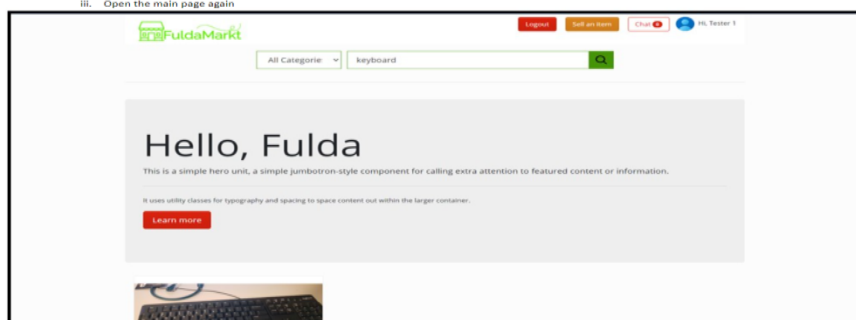 iii. Open the main page again
FuldaMarkt
Logout
Sell an item
Chat 0
Hi, Tester 1
All Categorie
keyboard
Hello, Fulda
This is a simple hero unit, a simple jumbotron-style component for calling extra attention to featured content or information.
It uses utility classes for typography and spacing to space content out within the larger container.
Learn more